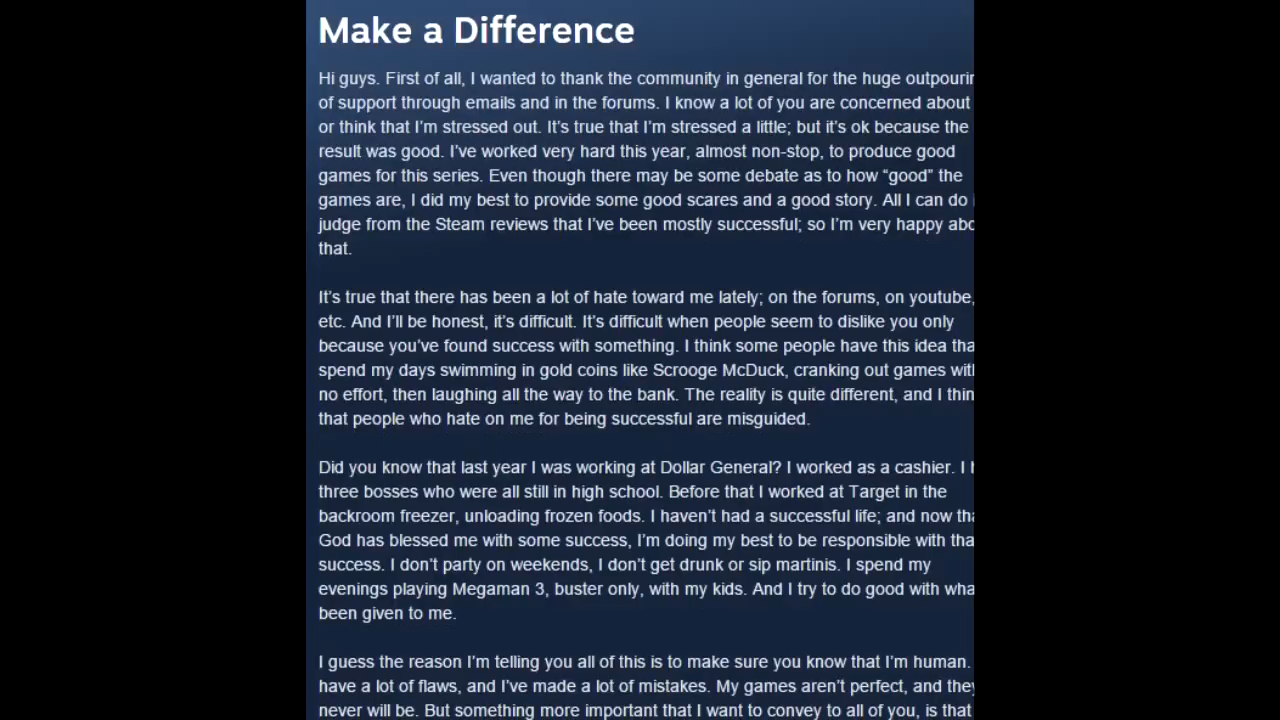 Make a Difference
Hi guys. First of all, I wanted to thank the community in general for the huge
of support through emails and in the forums. I know a lot of you are concerned about
or think that I’m stressed out. It’s true that I’m stressed a little; but it’s ok because the
result was good. I’ve worked very hard this year, almost non-stop, to produce good
games for this series. Even though there may be some debate as to how “good” the
games are, I did my best to provide some good scares and a good story. All I can do
judge from the Steam reviews that I’ve been mostly successful; so I’m very happy
that.
It’s true that there has been a lot of hate toward me lately; on the forums, on youtube,
etc. And I’ll be honest, it’s difficult. It’s difficult when people seem to dislike you only
because you’ve found success with something. I think some people have this idea
spend my days swimming in gold coins like Scrooge McDuck, cranking out games
no effort, then laughing all the way to the bank. The reality is quite different, and I
that people who hate on me for being successful are misguided.
Did you know that last year I was working at Dollar General? I worked as a cashier. I
three bosses who were all still in high school. Before that I worked at Target in the
backroom freezer, unloading frozen foods. I haven’t had a successful life; and now
God has blessed me with some success, I’m doing my best to be responsible with
success. I don’t party on weekends, I don’t get drunk or sip martinis. I spend my
evenings playing Megaman 3, buster only, with my kids. And I try to do good with
been given to me.
I guess the reason I’m telling you all of this is to make sure you know that I’m human.
have a lot of flaws, and I’ve made a lot of mistakes. My games aren’t perfect, and
never will be. But something more important that I want to convey to all of you, is that